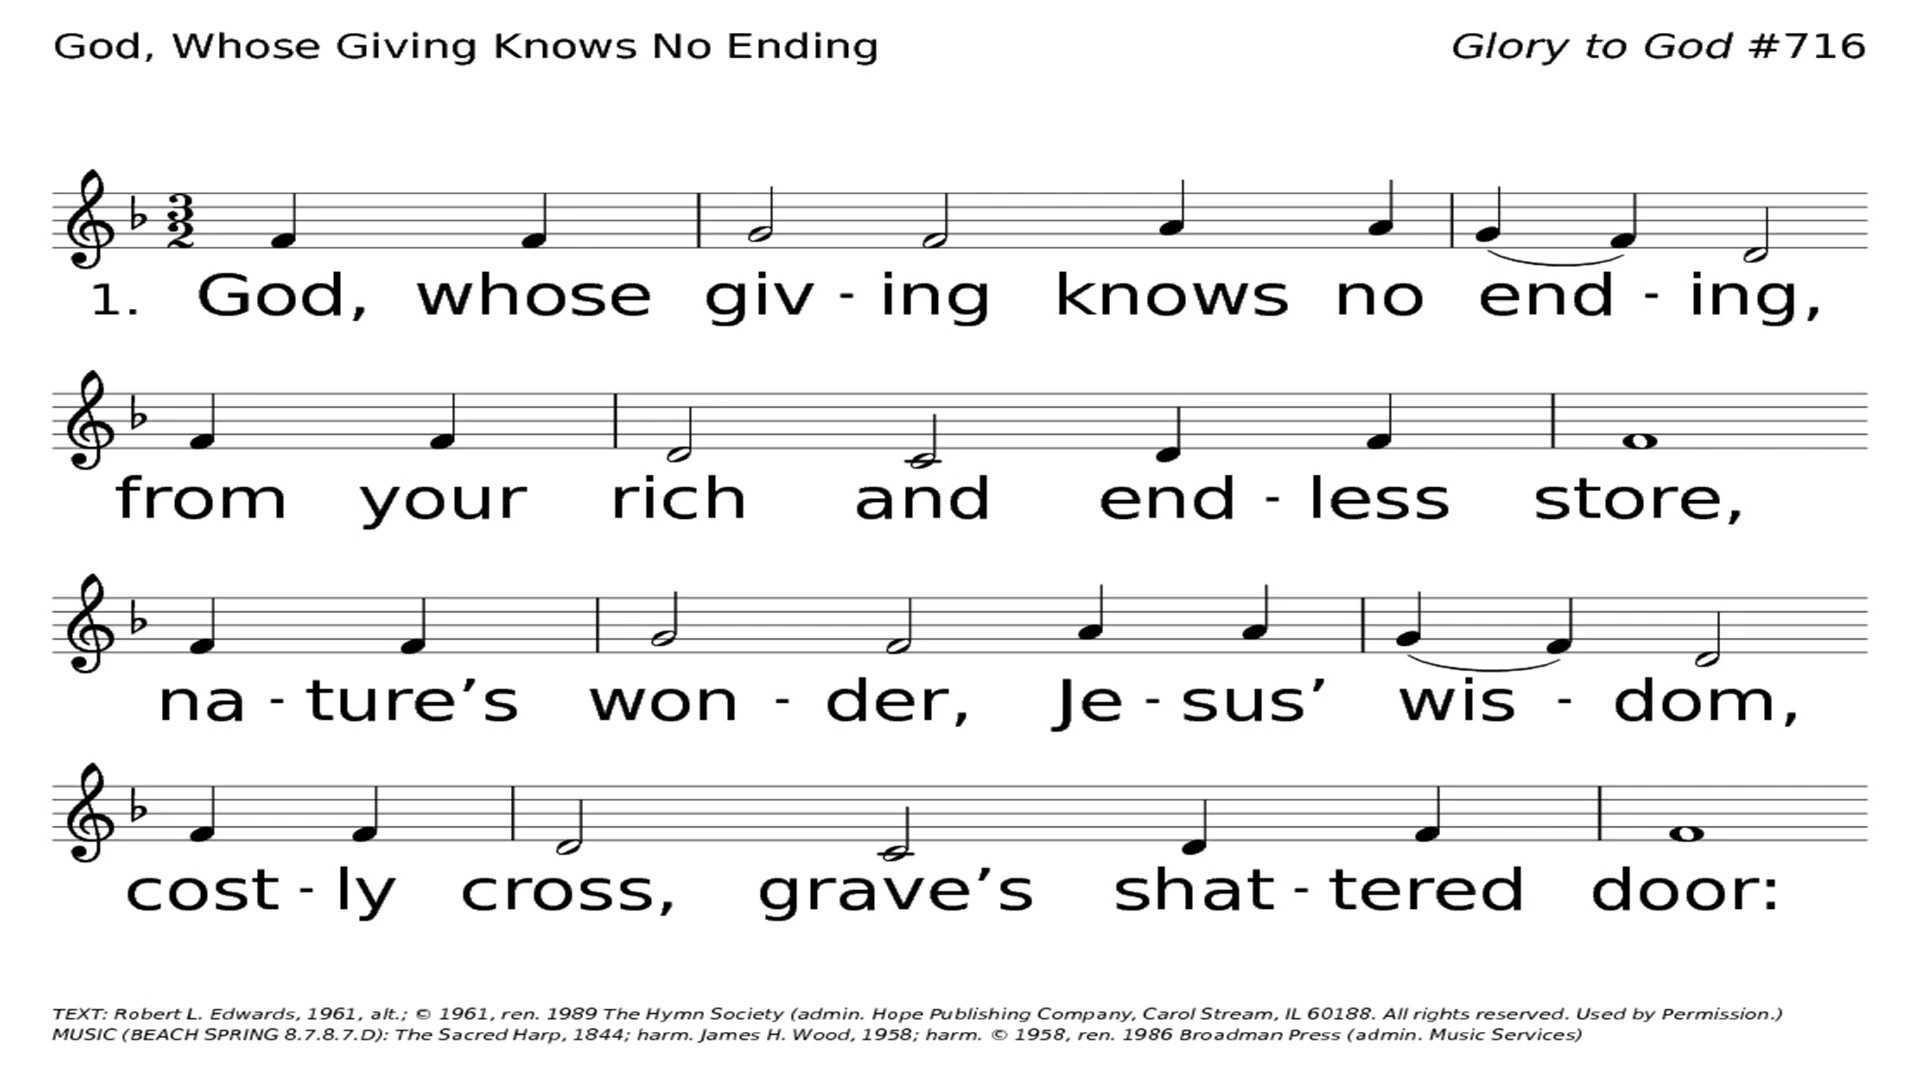 God, Whose Giving Knows No Ending
Glory to God #716
1. God, whose giv - ing knows no end - ing,
from your rich and end - less store,
na - ture’s won - der, Je - sus’ wis - dom,
cost - ly cross, grave’s shat - tered door:
TEXT: Robert L. Edwards, 1961, alt.; © 1961, ren. 1989 The Hymn Society (admin. Hope Publishing Company, Carol Stream, IL 60188. All rights reserved. Used by Permission.)
MUSIC (BEACH SPRING 8.7.8.7.D): The Sacred Harp, 1844; harm. James H. Wood, 1958; harm. © 1958, ren. 1986 Broadman Press (admin. Music Services)